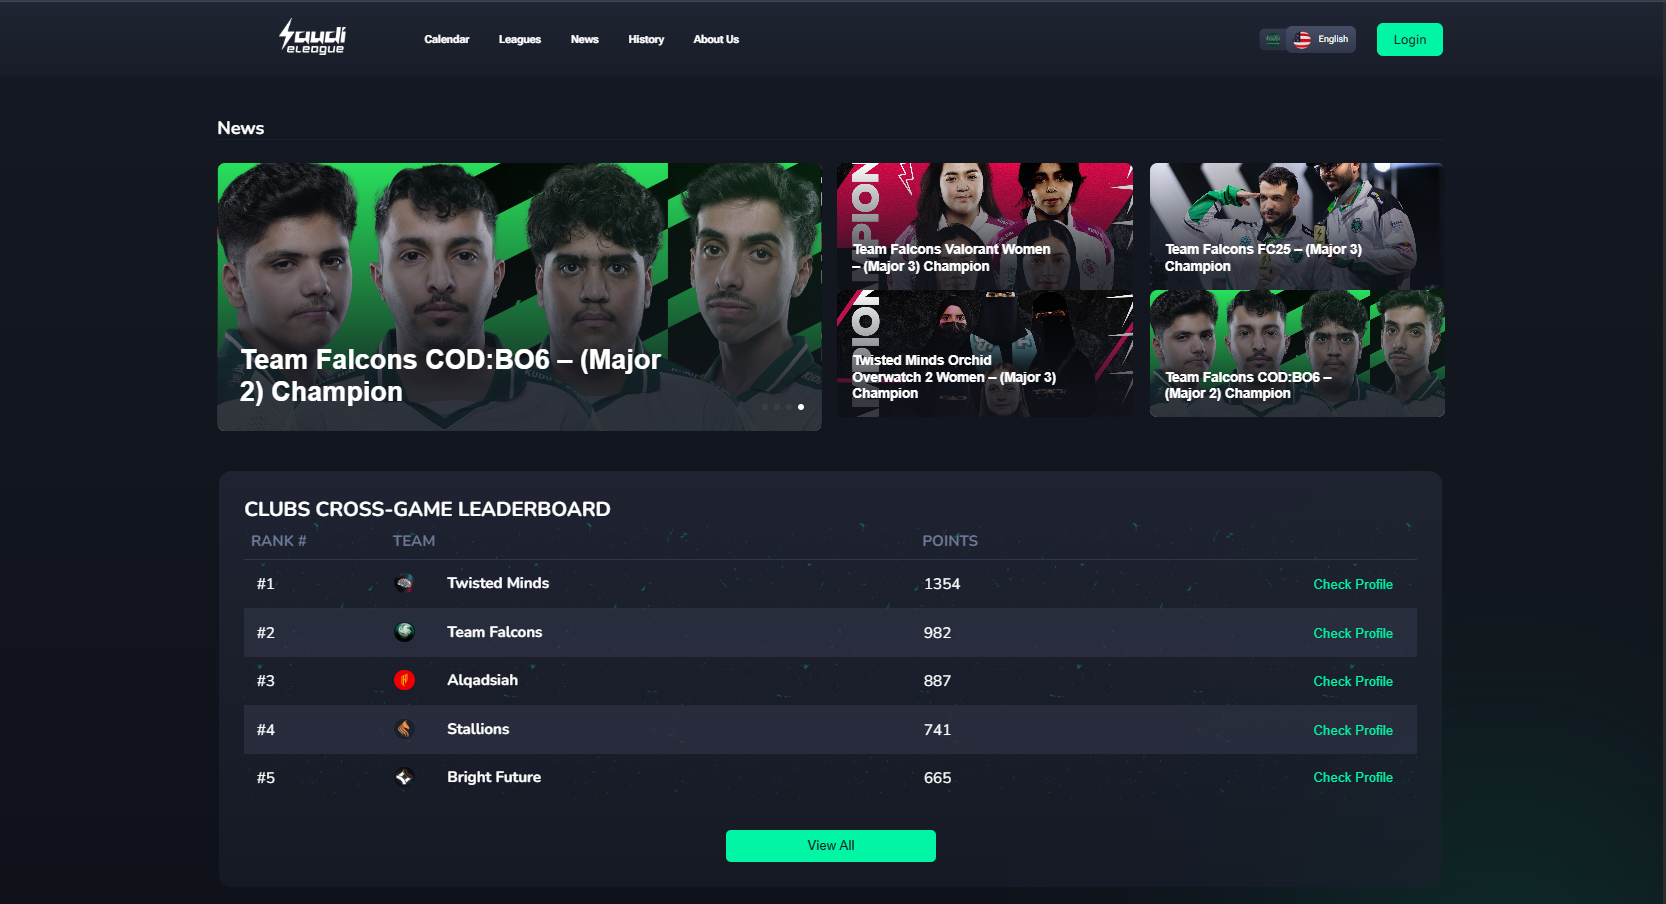 Saudi
eLeague
Calendar
Leagues
News
History
About Us
English
Login
News
Team Falcons COD:BO6 – (Major
2) Champion
Team Falcons Valorant Women
– (Major 3) Champion
Team Falcons FC25 – (Major 3)
Champion
Twisted Minds Orchid
Overwatch 2 Women – (Major 3)
Champion
Team Falcons COD:BO6 –
(Major 2) Champion
CLUBS CROSS-GAME LEADERBOARD
RANK # TEAM POINTS
#1 Twisted Minds 1354 Check Profile
#2 Team Falcons 982 Check Profile
#3 Alqadsiah 887 Check Profile
#4 Stallions 741 Check Profile
#5 Bright Future 665 Check Profile
View All